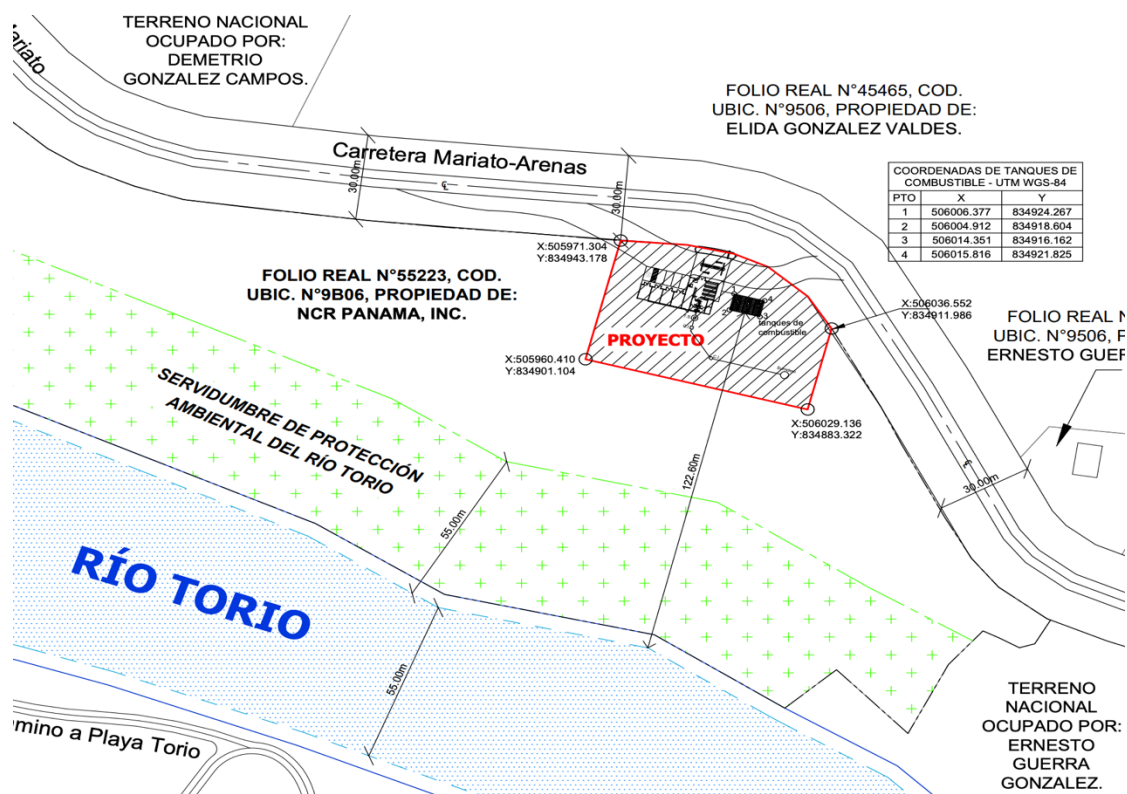 TERRENO NACIONAL
OCUPADO POR:
DEMETRIO
GONZALEZ CAMPOS.
Mariato
FOLIO REAL N°45465, COD.
UBIC. N°9506, PROPIEDAD DE:
ELIDA GONZALEZ VALDES.
Carretera Mariato-Arenas
30.00m
30.00m
COORDENADAS DE TANQUES DE
COMBUSTIBLE - UTM WGS-84
PTO X Y
1 506006.377 834924.267
2 506004.912 834918.604
3 506014.351 834916.162
4 506015.816 834921.825
X:505971.304
Y:834943.178
FOLIO REAL N°55223, COD.
UBIC. N°9B06, PROPIEDAD DE:
NCR PANAMA, INC.
1
4
2
3
tanques de
combustible
PROYECTO
X:506036.552
Y:834911.986
FOLIO REAL N
UBIC. N°9506, P
ERNESTO GUER
X:505960.410
Y:834901.104
X:506029.136
Y:834883.322
SERVIDUMBRE DE PROTECCIÓN
AMBIENTAL DEL RÍO TORIO
122.60m
30.00m
55.00m
RÍO TORIO
55.00m
mino a Playa Torio
TERRENO
NACIONAL
OCUPADO POR:
ERNESTO
GUERRA
GONZALEZ.